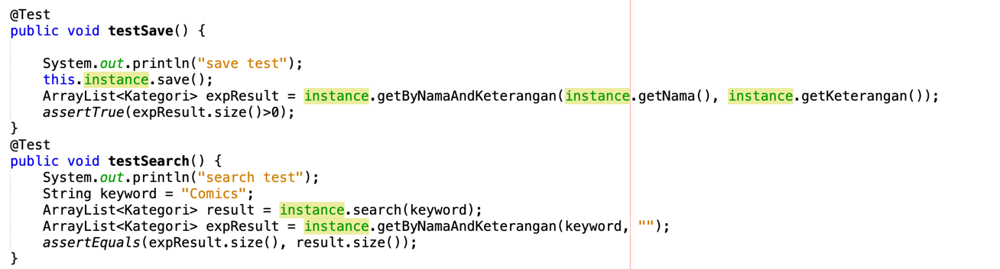 @Test
public void testSave() {
System.out.println("save test");
this.instance.save();
ArrayList<Kategori> expResult = instance.getByNamaAndKeterangan(instance.getNama(), instance.getKeterangan());
assertTrue(expResult.size()>0);
}
@Test
public void testSearch() {
System.out.println("search test");
String keyword = "Comics";
ArrayList<Kategori> result = instance.search(keyword);
ArrayList<Kategori> expResult = instance.getByNamaAndKeterangan(keyword, "");
assertEquals(expResult.size(), result.size());
}